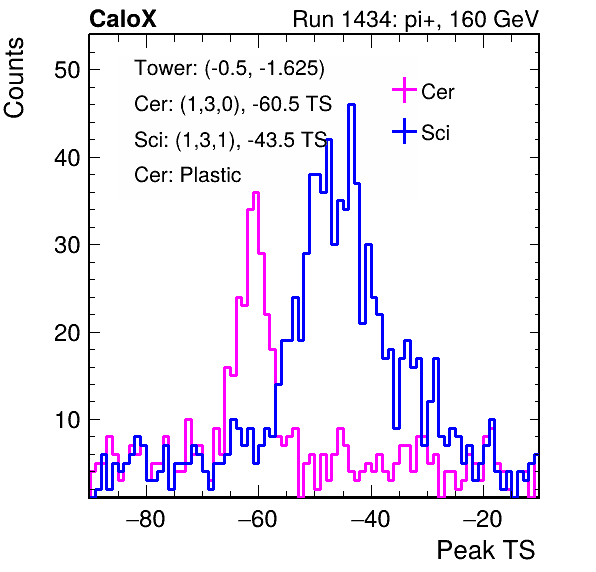 CaloX Run 1434: pi+, 160 GeV
Counts
Tower: (-0.5, -1.625)
Cer: (1,3,0), -60.5 TS
Sci: (1,3,1), -43.5 TS
Cer: Plastic
Cer
Sci
50
40
30
20
10
−80 −60 −40 −20
Peak TS